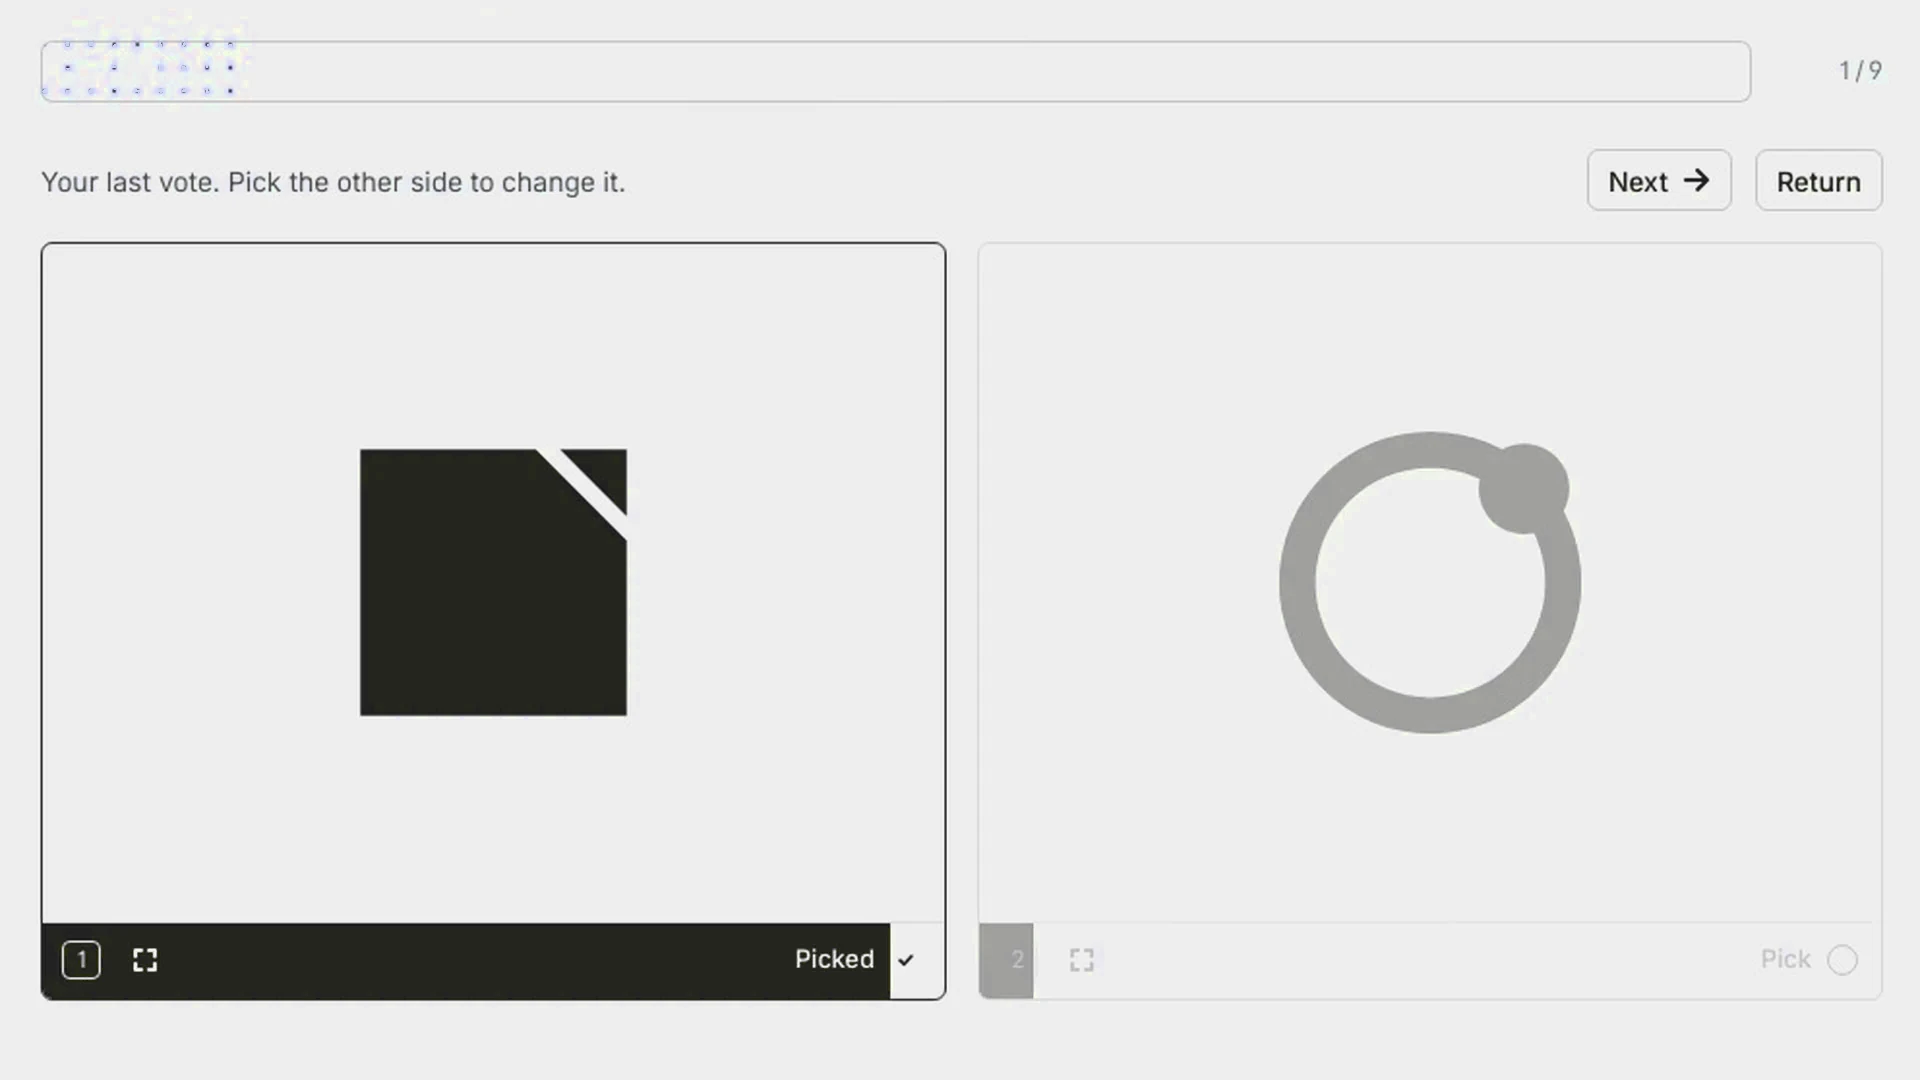 1/9
Your last vote. Pick the other side to change it.
Next → Return
1 Picked ✓
2 Pick